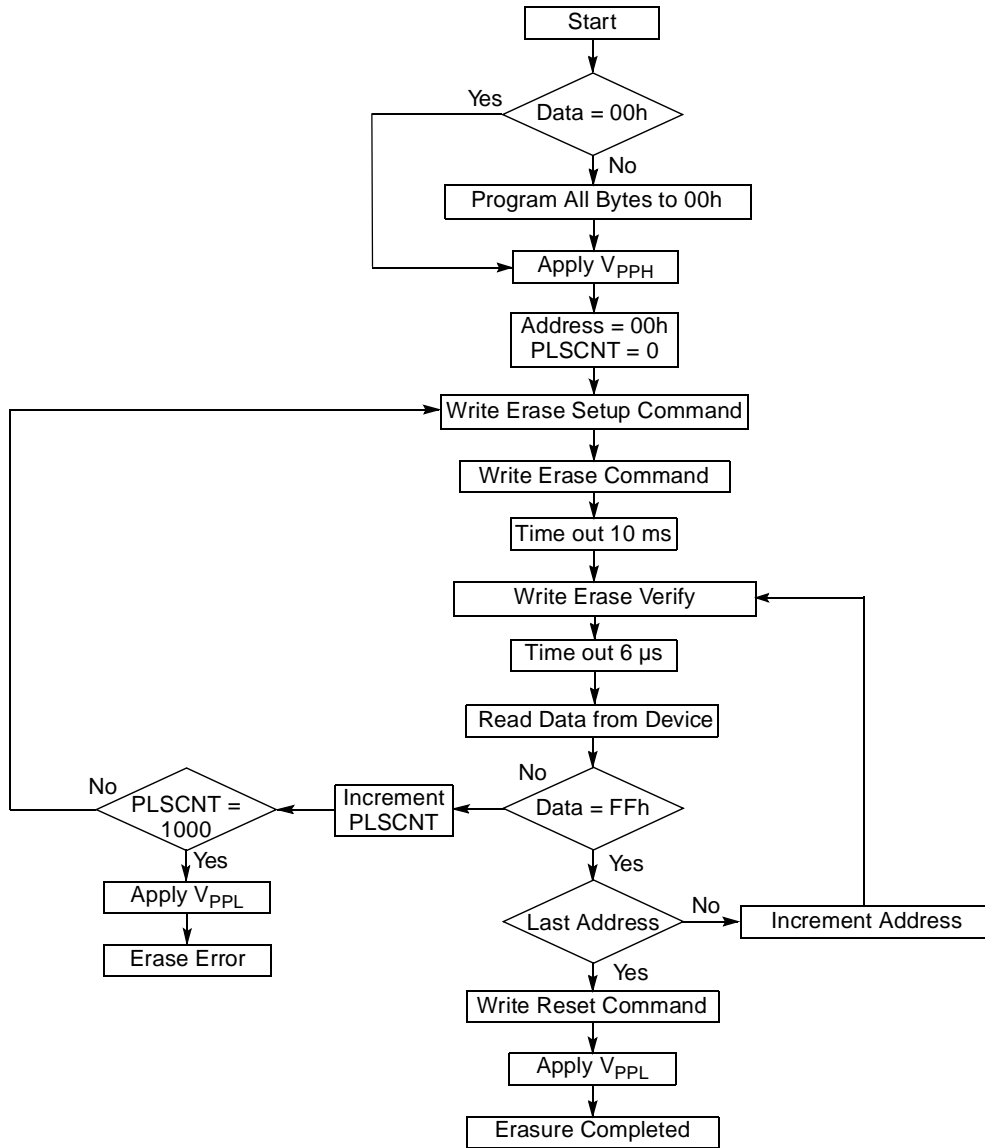 Start
Yes
Data = 00h
No
Program All Bytes to 00h
Apply VPPH
Address = 00h
PLSCNT = 0
Write Erase Setup Command
Write Erase Command
Time out 10 ms
Write Erase Verify
Time out 6 µs
Read Data from Device
No
PLSCNT =
1000
Increment
PLSCNT
No
Data = FFh
Yes
Yes
Apply VPPL
Erase Error
Last Address
No
Increment Address
Yes
Write Reset Command
Apply VPPL
Erasure Completed